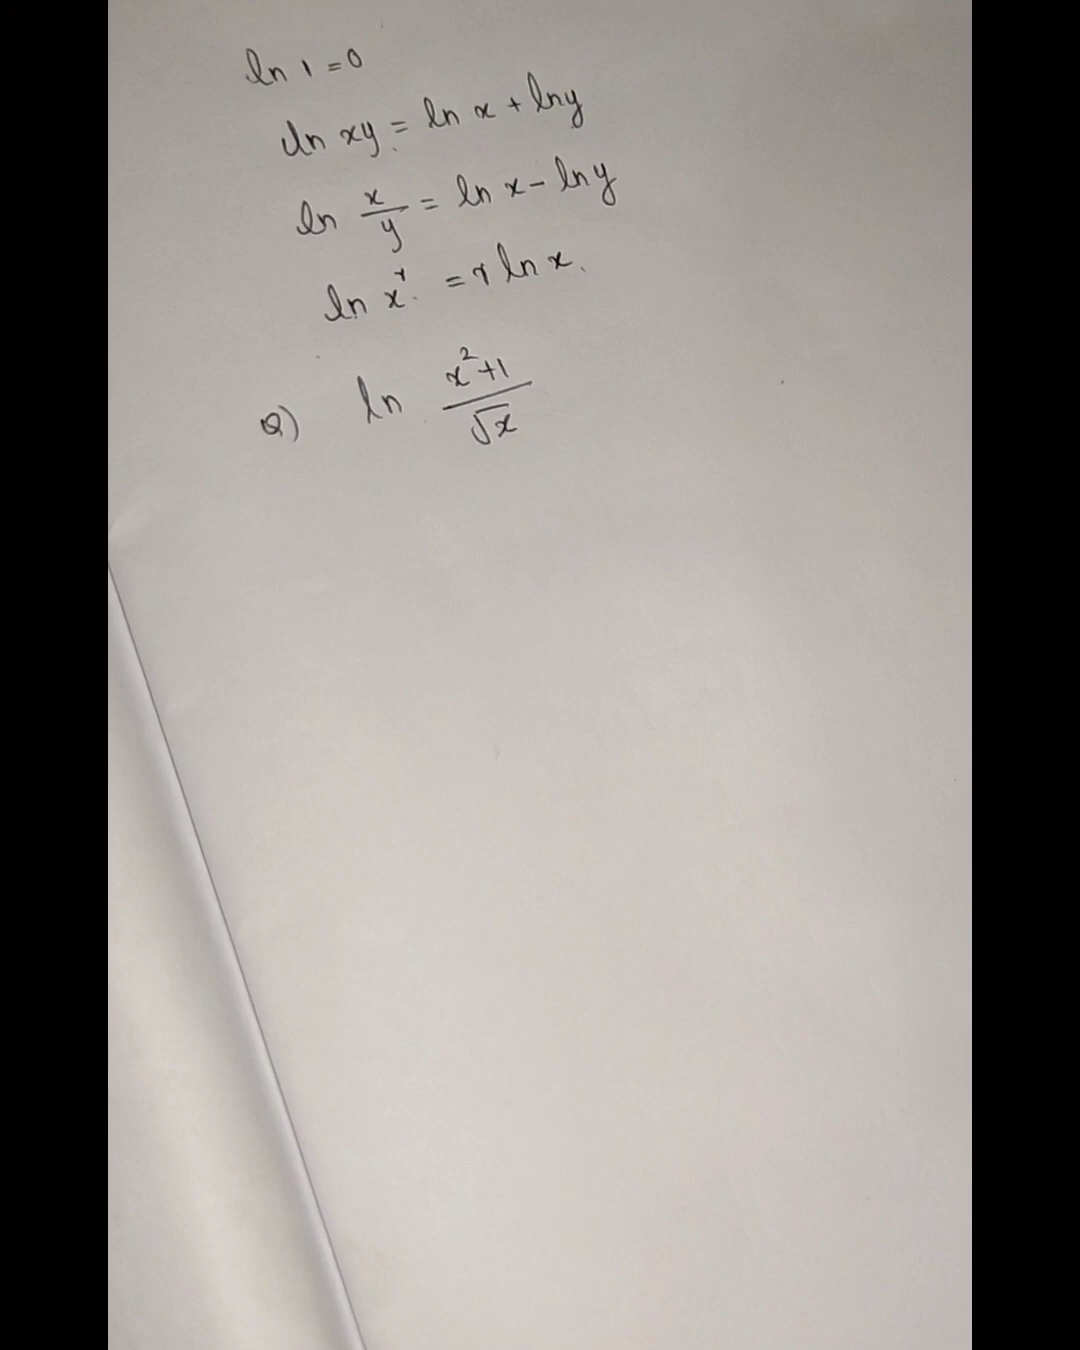 ln 1 = 0
ln xy = ln x + ln y
ln x/y = ln x - ln y
ln x^r = r ln x.
Q) ln x^2+1/√x